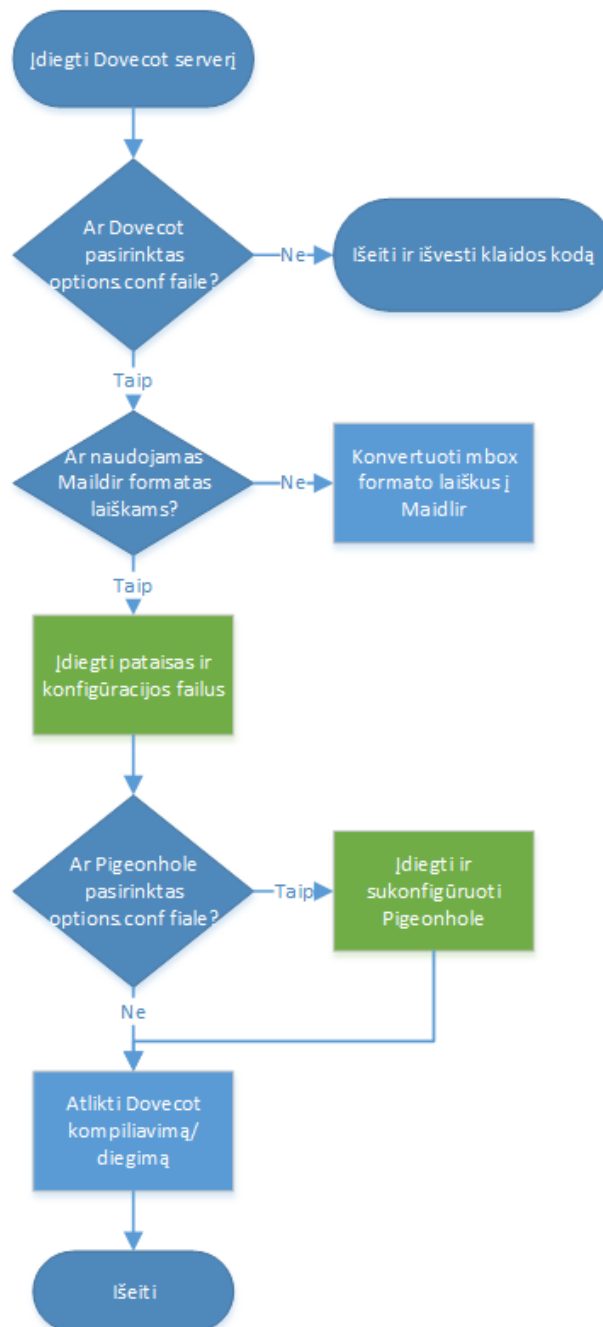 Įdiegti Dovecot serverį
Ar Dovecot
pasirinktas
options.conf faile?
Ne
Išeiti ir išvesti klaidos kodą
Taip
Ar naudojamas
Maildir formatas
laiškams?
Ne
Konvertuoti mbox
formato laiškus į
Maidlir
Taip
Įdiegti pataisas ir
konfigūracijos failus
Ar Pigeonhole
pasirinktas
options.conf fiale?
Taip
Įdiegti ir
sukonfigūruoti
Pigeonhole
Ne
Atlikti Dovecot
kompiliavimą/
diegimą
Išeiti